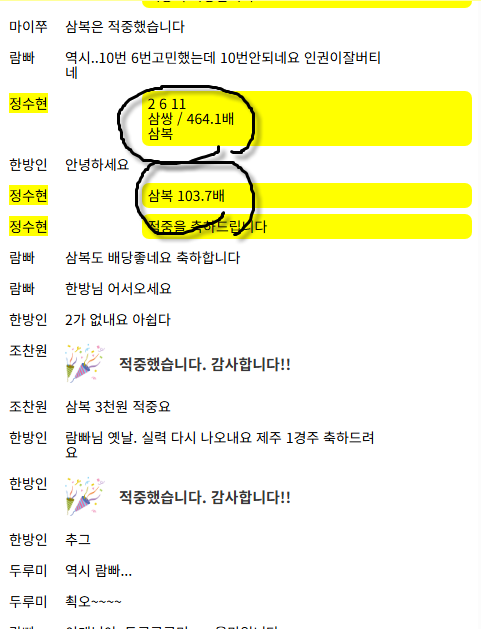 마이쭈 삼복은 적중했습니다
람빠 역시..10번 6번고민했는데 10번안되네요 인권이잘버티
네
정수현 2 6 11
삼쌍 / 464.1배
삼복
한방인 안녕하세요
정수현 삼복 103.7배
정수현 적중을 축하드립니다
람빠 삼복도 배당좋네요 축하합니다
람빠 한방님 어서오세요
한방인 2가 없내요 아쉽다
조찬원 적중했습니다. 감사합니다!!
조찬원 삼복 3천원 적중요
한방인 람빠님 옛날. 실력 다시 나오내요 제주 1경주 축하드려
요
한방인 적중했습니다. 감사합니다!!
한방인 추그
두루미 역시 람빠...
두루미 쵝오~~~~